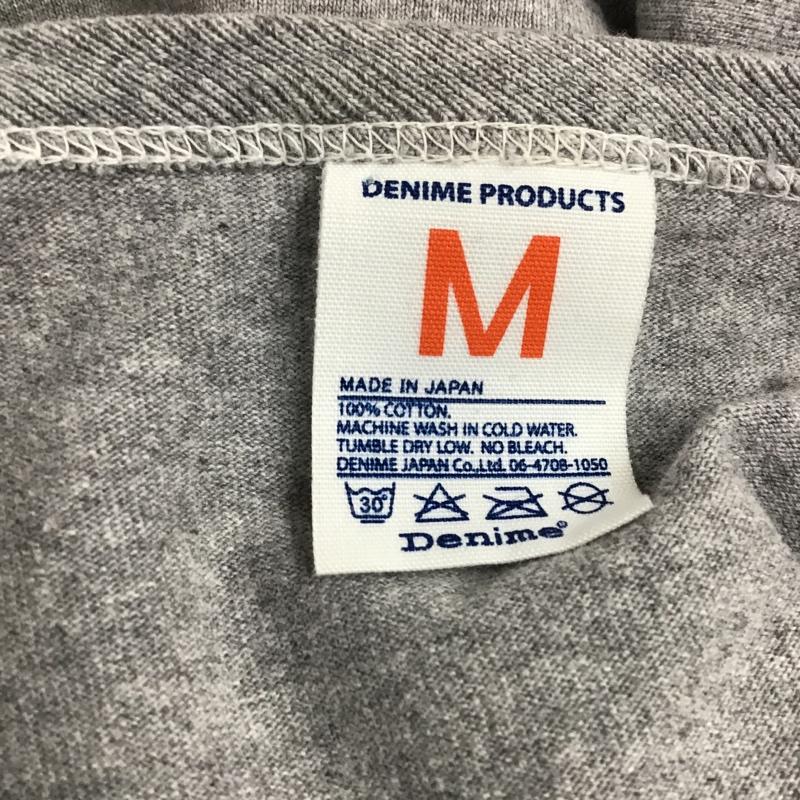 DENIME PRODUCTS
M
MADE IN JAPAN
100% COTTON.
MACHINE WASH IN COLD WATER.
TUMBLE DRY LOW. NO BLEACH.
DENIME JAPAN Co.,Ltd. 06-4708-1050
30°
Denime®